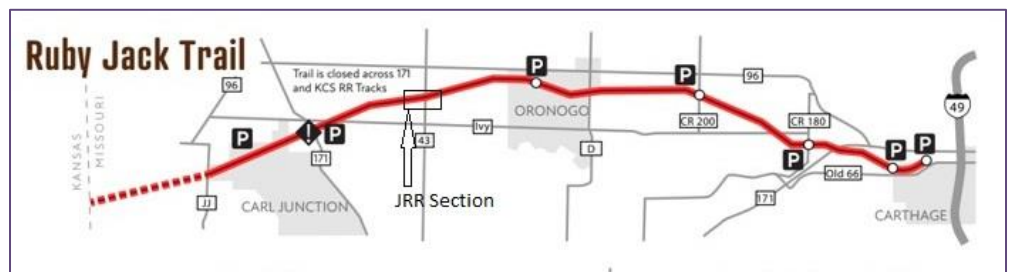 Ruby Jack Trail
96
KANSAS
MISSOURI
Trail is closed across 171
and KCS RR Tracks
P
P
!
171
JJ
CARL JUNCTION
43
Ivy
JRR Section
P
ORONOGO
D
P
96
CR 200
CR 180
P
Old 66
171
P
P
CARTHAGE
49